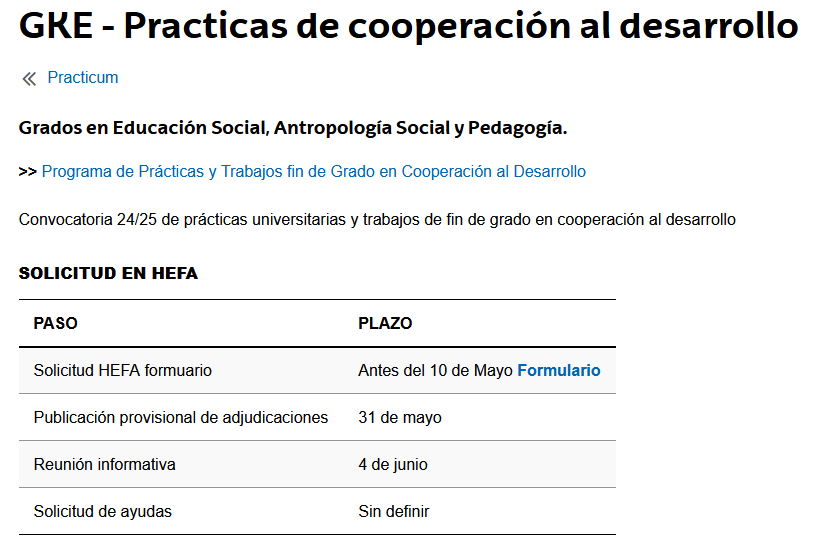 GKE - Practicas de cooperación al desarrollo
Practicum
Grados en Educación Social, Antropología Social y Pedagogía.
>> Programa de Prácticas y Trabajos fin de Grado en Cooperación al Desarrollo
Convocatoria 24/25 de prácticas universitarias y trabajos de fin de grado en cooperación al desarrollo
SOLICITUD EN HEFA
PASO PLAZO
Solicitud HEFA formuario Antes del 10 de Mayo Formulario
Publicación provisional de adjudicaciones 31 de mayo
Reunión informativa 4 de junio
Solicitud de ayudas Sin definir